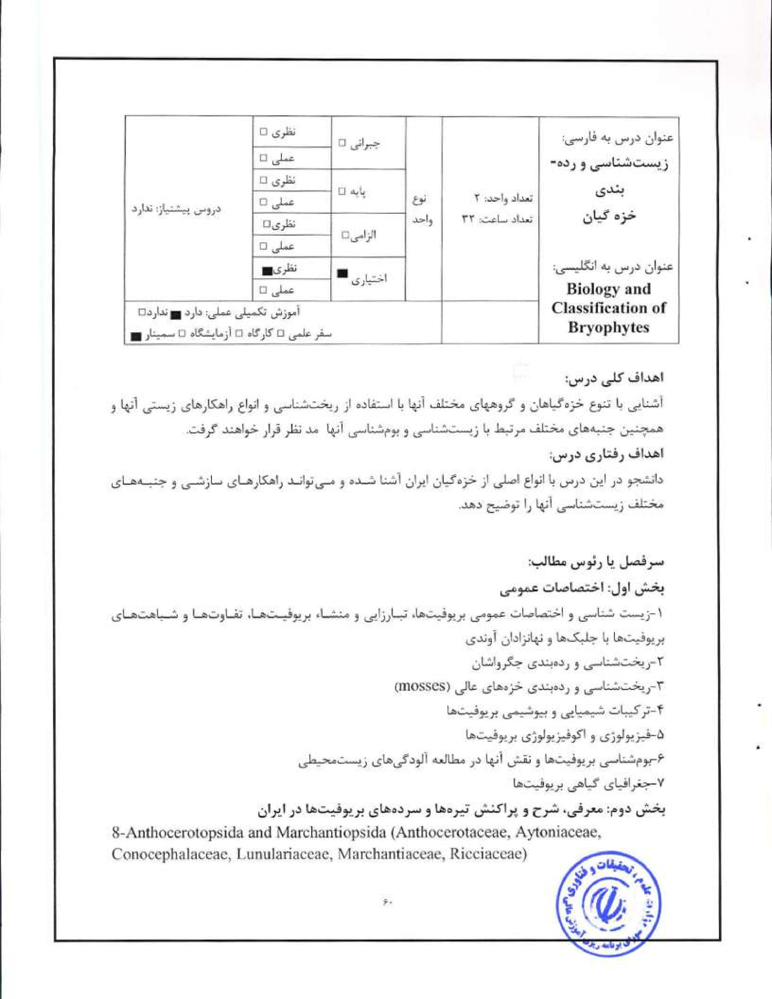 عنوان درس به فارسی:
زیست‌شناسی و رده-
بندی
خزه گیان
عنوان درس به انگلیسی:
Biology and
Classification of
Bryophytes
تعداد واحد: ۲
تعداد ساعت: ۳۲
نوع
واحد
جبرانی □
نظری □
عملی □
پایه □
نظری □
عملی □
الزامی□
نظری□
عملی □
اختیاری ■
نظری■
عملی □
دروس پیشنیاز: ندارد
آموزش تکمیلی عملی: دارد ■ ندارد□
سفر علمی □ کارگاه □ آزمایشگاه □ سمینار ■
اهداف کلی درس:
آشنایی با تنوع خزه‌گیاهان و گروههای مختلف آنها با استفاده از ریخت‌شناسی و انواع راهکارهای زیستی آنها و
همچنین جنبه‌های مختلف مرتبط با زیست‌شناسی و بوم‌شناسی آنها مد نظر قرار خواهند گرفت.
اهداف رفتاری درس:
دانشجو در این درس با انواع اصلی از خزه‌گیان ایران آشنا شده و می‌تواند راهکارهای سازشی و جنبه‌های
مختلف زیست‌شناسی آنها را توضیح دهد.
سرفصل یا رئوس مطالب:
بخش اول: اختصاصات عمومی
۱-زیست شناسی و اختصاصات عمومی بریوفیت‌ها، تبارزایی و منشاء بریوفیت‌ها، تفاوت‌ها و شباهت‌های
بریوفیت‌ها با جلبک‌ها و نهانزادان آوندی
۲-ریخت‌شناسی و رده‌بندی جگرواشان
۳-ریخت‌شناسی و رده‌بندی خزه‌های عالی (mosses)
۴-ترکیبات شیمیایی و بیوشیمی بریوفیت‌ها
۵-فیزیولوژی و اکوفیزیولوژی بریوفیت‌ها
۶-بوم‌شناسی بریوفیت‌ها و نقش آنها در مطالعه آلودگی‌های زیست‌محیطی
۷-جغرافیای گیاهی بریوفیت‌ها
بخش دوم: معرفی، شرح و پراکنش تیره‌ها و سرده‌های بریوفیت‌ها در ایران
8-Anthocerotopsida and Marchantiopsida (Anthocerotaceae, Aytoniaceae,
Conocephalaceae, Lunulariaceae, Marchantiaceae, Ricciaceae)
وزارت علوم، تحقیقات و فناوری
شورای برنامه ریزی آموزش عالی
۶۰